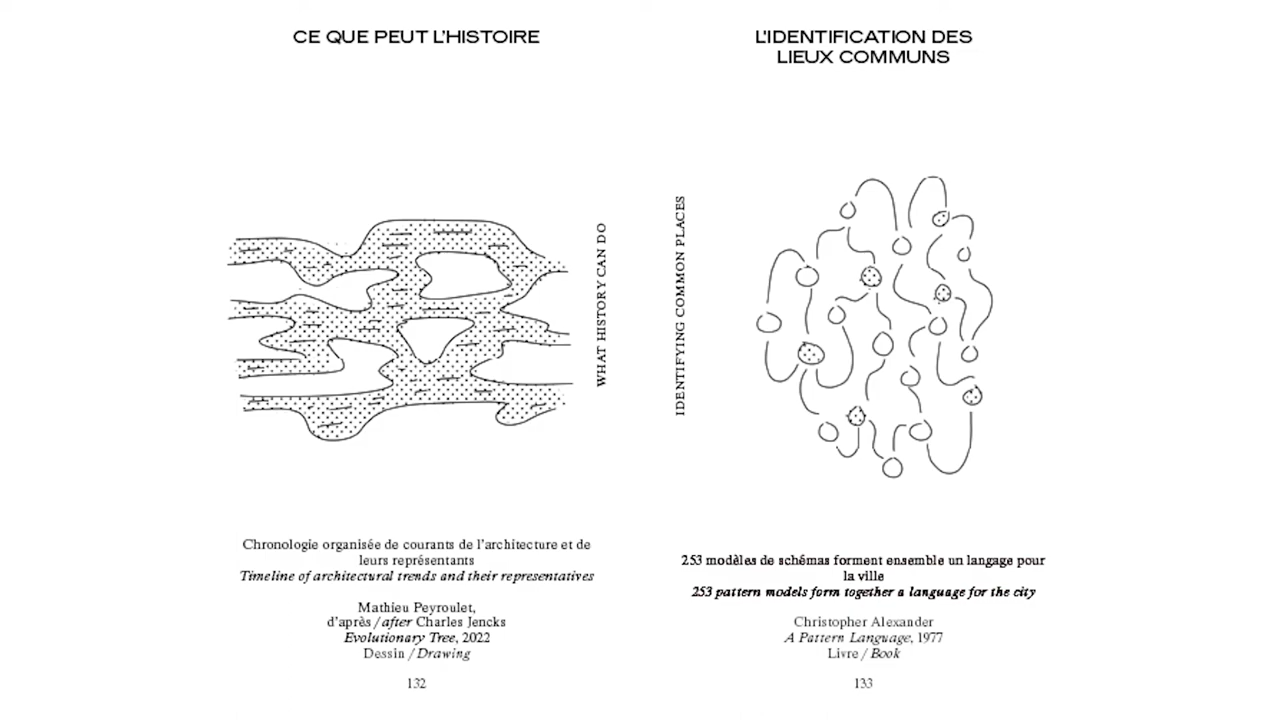 CE QUE PEUT L'HISTOIRE
WHAT HISTORY CAN DO
Chronologie organisée de courants de l'architecture et de
leurs représentants
Timeline of architectural trends and their representatives
Mathieu Peyroulet,
d'après / after Charles Jencks
Evolutionary Tree, 2022
Dessin / Drawing
132
L'IDENTIFICATION DES
LIEUX COMMUNS
IDENTIFYING COMMON PLACES
253 modèles de schémas forment ensemble un langage pour
la ville
253 pattern models form together a language for the city
Christopher Alexander
A Pattern Language, 1977
Livre / Book
133